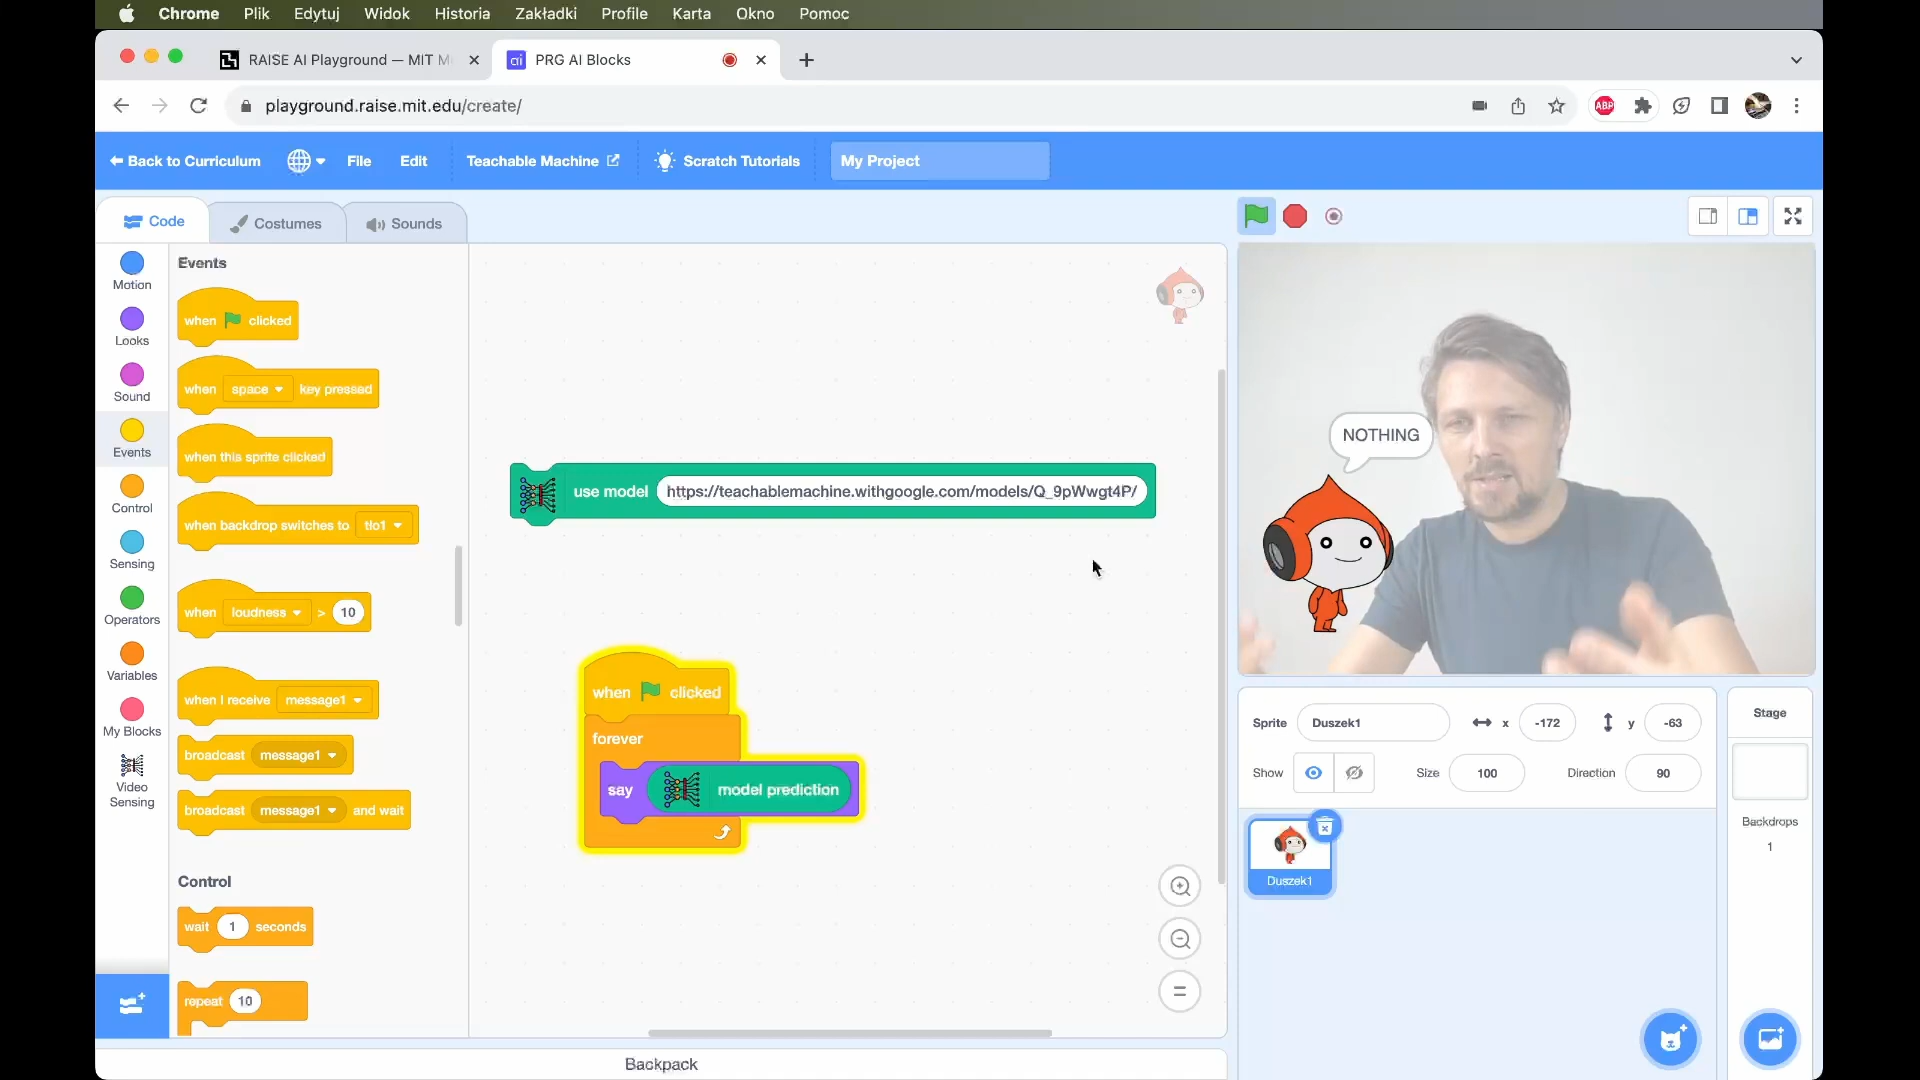 Chrome Plik Edytuj Widok Historia Zakładki Profile Karta Okno Pomoc
RAISE AI Playground — MIT M
PRG AI Blocks
playground.raise.mit.edu/create/
ABP
Back to Curriculum
File
Edit
Teachable Machine
Scratch Tutorials
My Project
Code
Costumes
Sounds
Motion
Looks
Sound
Events
Control
Sensing
Operators
Variables
My Blocks
Video
Sensing
Events
when clicked
when space key pressed
when this sprite clicked
when backdrop switches to tło1
when loudness > 10
when I receive message1
broadcast message1
broadcast message1 and wait
Control
wait 1 seconds
repeat 10
use model https://teachablemachine.withgoogle.com/models/Q_9pWwgt4P/
when clicked
forever
say model prediction
Backpack
NOTHING
Sprite Duszek1 x -172 y -63
Show Size 100 Direction 90
Duszek1
Stage
Backdrops
1